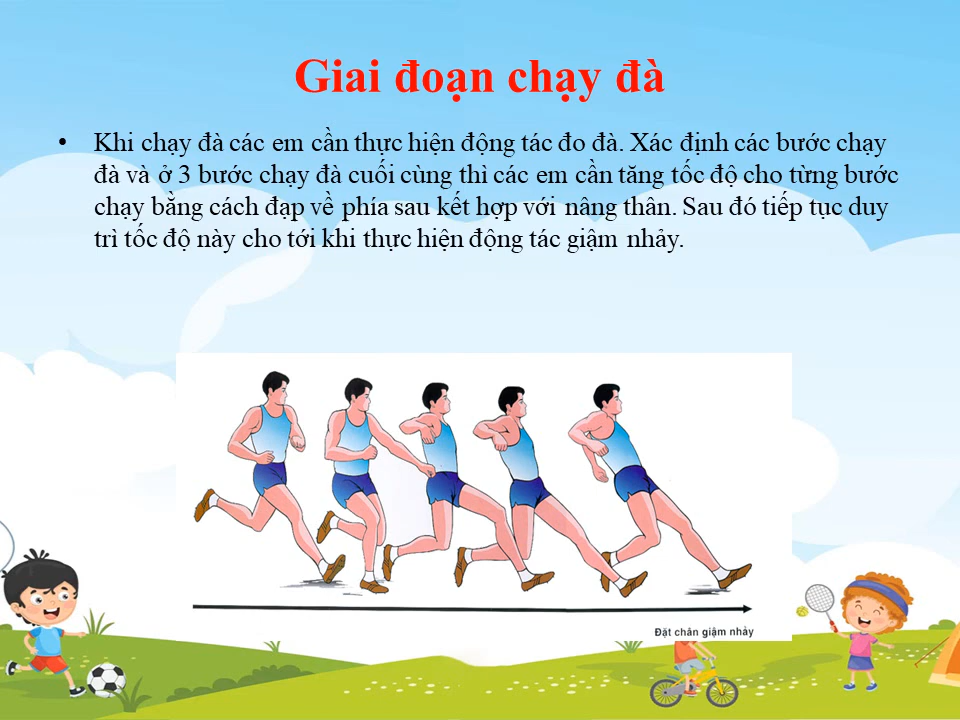 Giai đoạn chạy đà
• Khi chạy đà các em cần thực hiện động tác đo đà. Xác định các bước chạy
đà và ở 3 bước chạy đà cuối cùng thì các em cần tăng tốc độ cho từng bước
chạy bằng cách đạp về phía sau kết hợp với nâng thân. Sau đó tiếp tục duy
trì tốc độ này cho tới khi thực hiện động tác giậm nhảy.
Đặt chân giậm nhảy